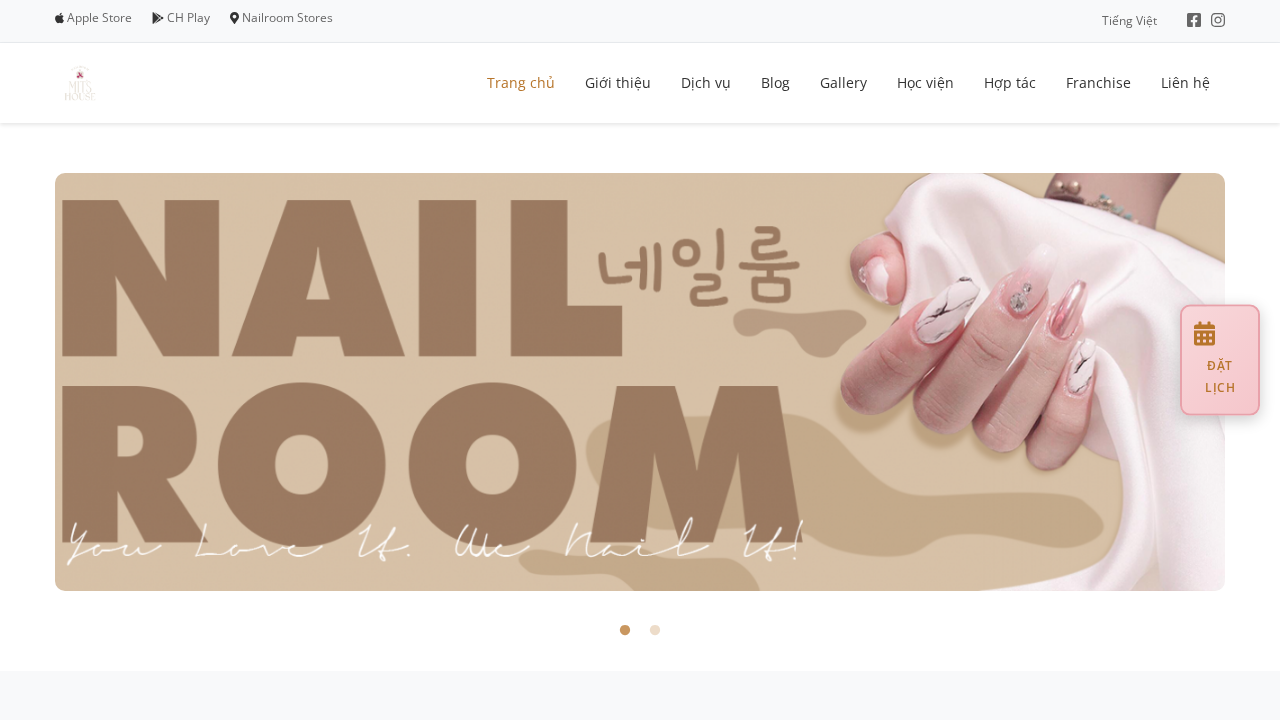 Apple Store
CH Play
Nailroom Stores
Tiếng Việt
MITS
HOUSE
Trang chủ
Giới thiệu
Dịch vụ
Blog
Gallery
Học viện
Hợp tác
Franchise
Liên hệ
NAIL
네일룸
ROOM
You Love It. We Nail It!
ĐẶT
LỊCH